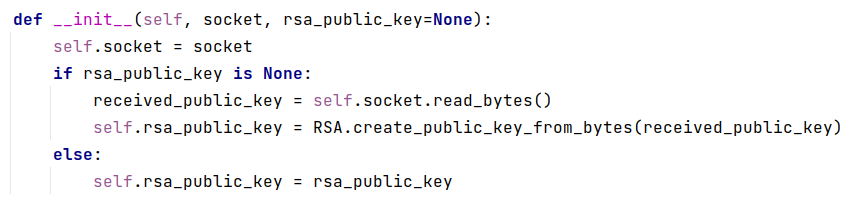 def __init__(self, socket, rsa_public_key=None):
    self.socket = socket
    if rsa_public_key is None:
        received_public_key = self.socket.read_bytes()
        self.rsa_public_key = RSA.create_public_key_from_bytes(received_public_key)
    else:
        self.rsa_public_key = rsa_public_key